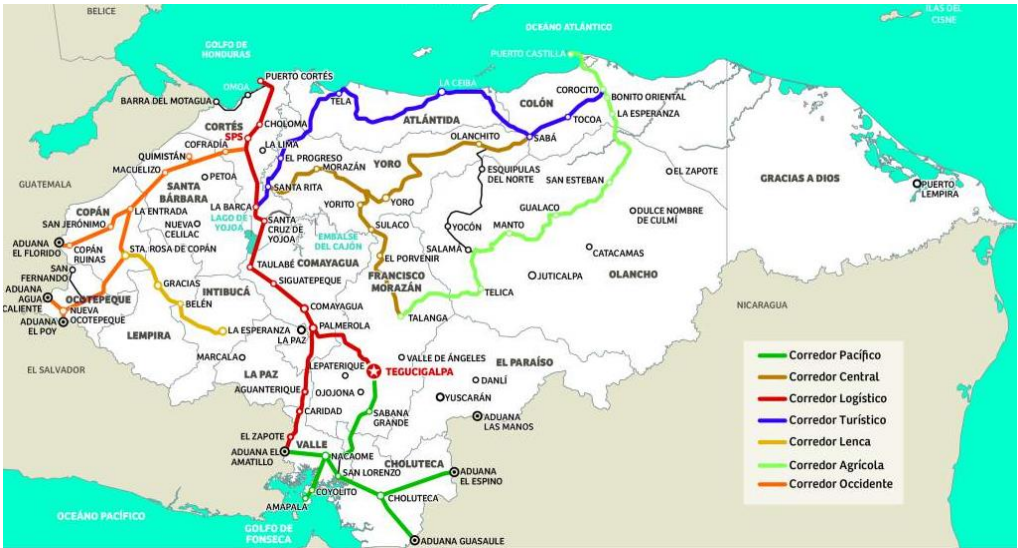 BELICE
OCEANO ATLÁNTICO
ISLAS DEL
CISNE
GOLFO DE
HONDURAS
PUERTO CASTILLA
PUERTO CORTÉS
OMOA
LA CEIBA
BARRA DEL MOTAGUA
TELA
COROCITO
BONITO ORIENTAL
COLÓN
CORTÉS
CHOLOMA
ATLÁNTIDA
TOCOA
LA ESPERANZA
SPS
COFRADÍA
LA LIMA
OLANCHITO
SABÁ
QUIMISTÁN
EL PROGRESO
YORO
MACUELIZO
PETOA
MORAZÁN
ESQUIPULAS
DEL NORTE
EL ZAPOTE
GRACIAS A DIOS
GUATEMALA
SANTA
BÁRBARA
SANTA RITA
SAN ESTEBAN
PUERTO
LEMPIRA
COPÁN
LA ENTRADA
LA BARCA
YORITO
YORO
GUALACO
DULCE NOMBRE
DE CULMÍ
SAN JERÓNIMO
NUEVA
CELILAC
LAGO DE
YOJOA
SANTA
CRUZ DE
YOJOA
SULACO
YOCÓN
MANTO
ADUANA
EL FLORIDO
COPÁN
RUINAS
EMBALSE
DEL CAJÓN
STA. ROSA DE COPÁN
COMAYAGUA
EL PORVENIR
SALAMÁ
CATACAMAS
SAN
FERNANDO
TAULABÉ
FRANCISCO
MORAZÁN
JUTICALPA
OLANCHO
ADUANA
AGUA
CALIENTE
OCOTEPEQUE
GRACIAS
INTIBUCÁ
SIGUATEPEQUE
TELICA
NUEVA
OCOTEPEQUE
BELÉN
COMAYAGUA
NICARAGUA
ADUANA
EL POY
LEMPIRA
LA ESPERANZA
LA PAZ
PALMEROLA
TALANGA
MARCALA
VALLE DE ÁNGELES
EL PARAÍSO
EL SALVADOR
LA PAZ
LEPATERIQUE
TEGUCIGALPA
AGUANTERIQUE
OJOJONA
DANLÍ
YUSCARÁN
CARIDAD
SABANA
GRANDE
ADUANA
LAS MANOS
EL ZAPOTE
VALLE
ADUANA EL
AMATILLO
NACAOME
CHOLUTECA
SAN LORENZO
ADUANA
EL ESPINO
COYOLITO
CHOLUTECA
AMAPALA
OCEÁNO PACÍFICO
GOLFO DE
FONSECA
ADUANA GUASAULE
Corredor Pacífico
Corredor Central
Corredor Logístico
Corredor Turístico
Corredor Lenca
Corredor Agrícola
Corredor Occidente